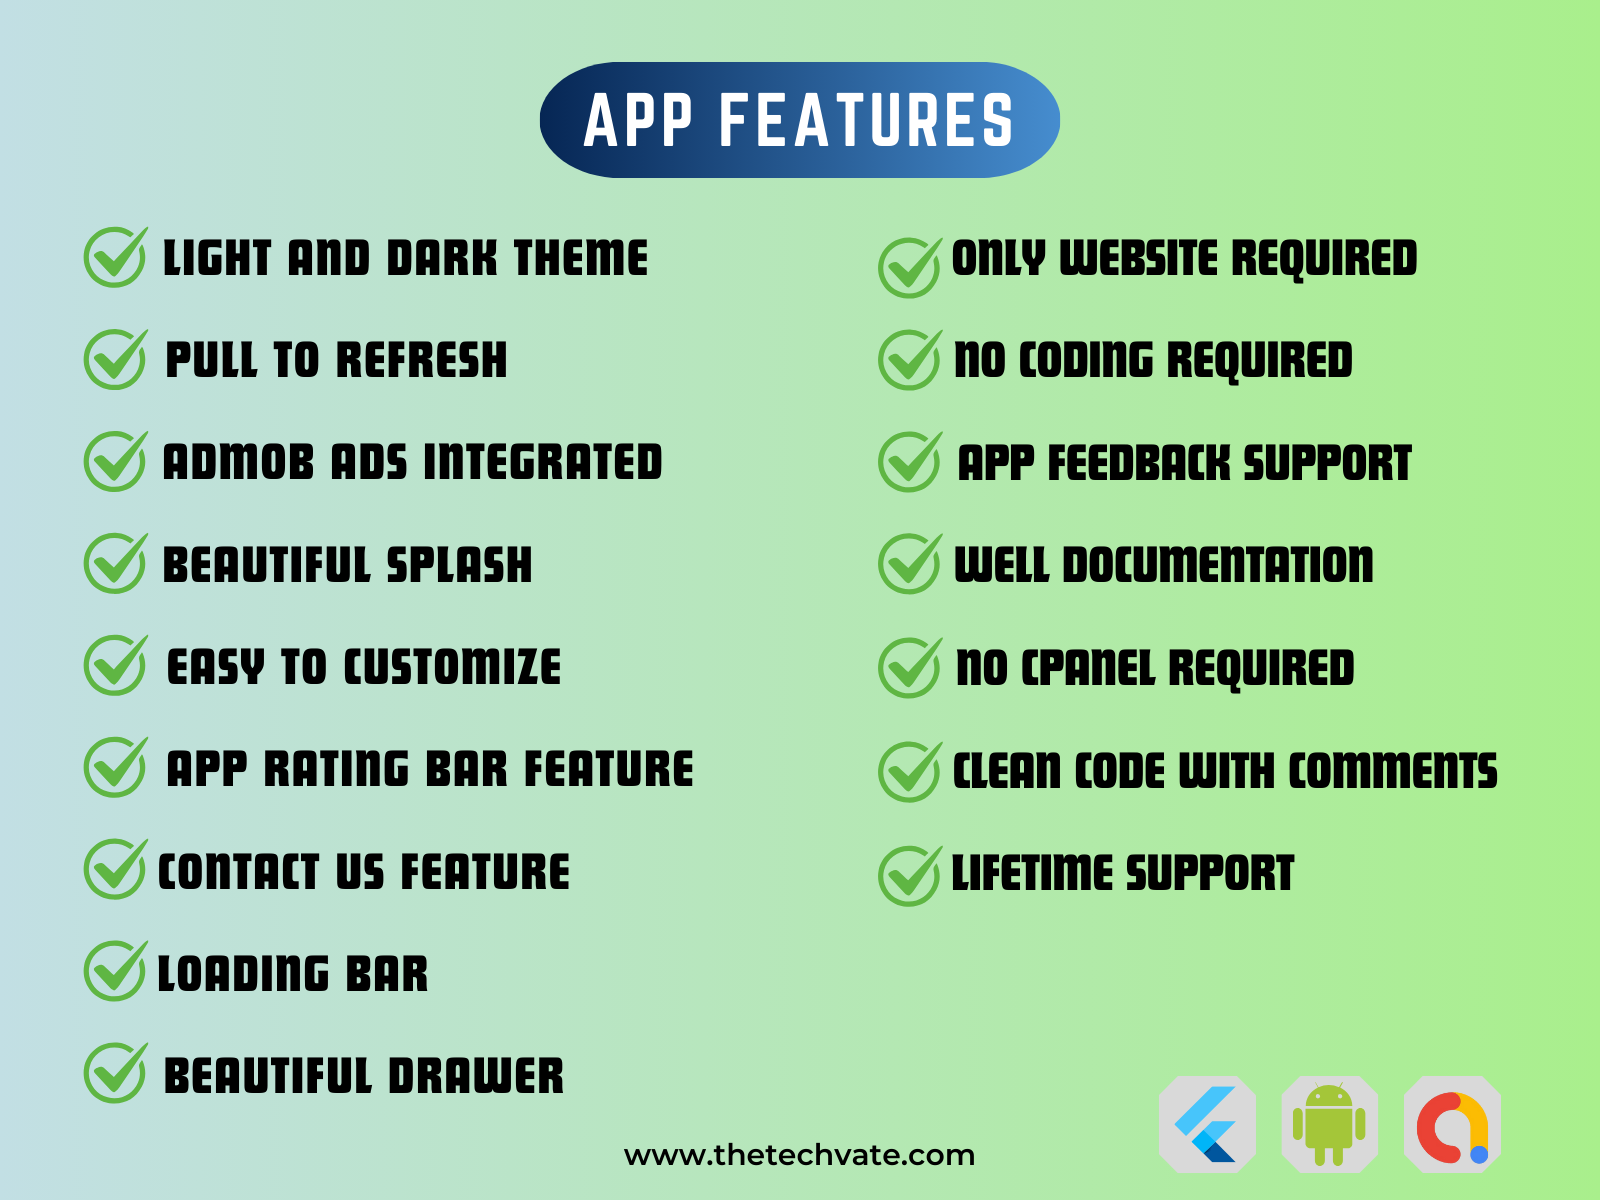 APP FEATURES
LIGHT AND DARK THEME
PULL TO REFRESH
ADMOB ADS INTEGRATED
BEAUTIFUL SPLASH
EASY TO CUSTOMIZE
APP RATING BAR FEATURE
CONTACT US FEATURE
LOADING BAR
BEAUTIFUL DRAWER
ONLY WEBSITE REQUIRED
NO CODING REQUIRED
APP FEEDBACK SUPPORT
WELL DOCUMENTATION
NO CPANEL REQUIRED
CLEAN CODE WITH COMMENTS
LIFETIME SUPPORT
www.thetechvate.com